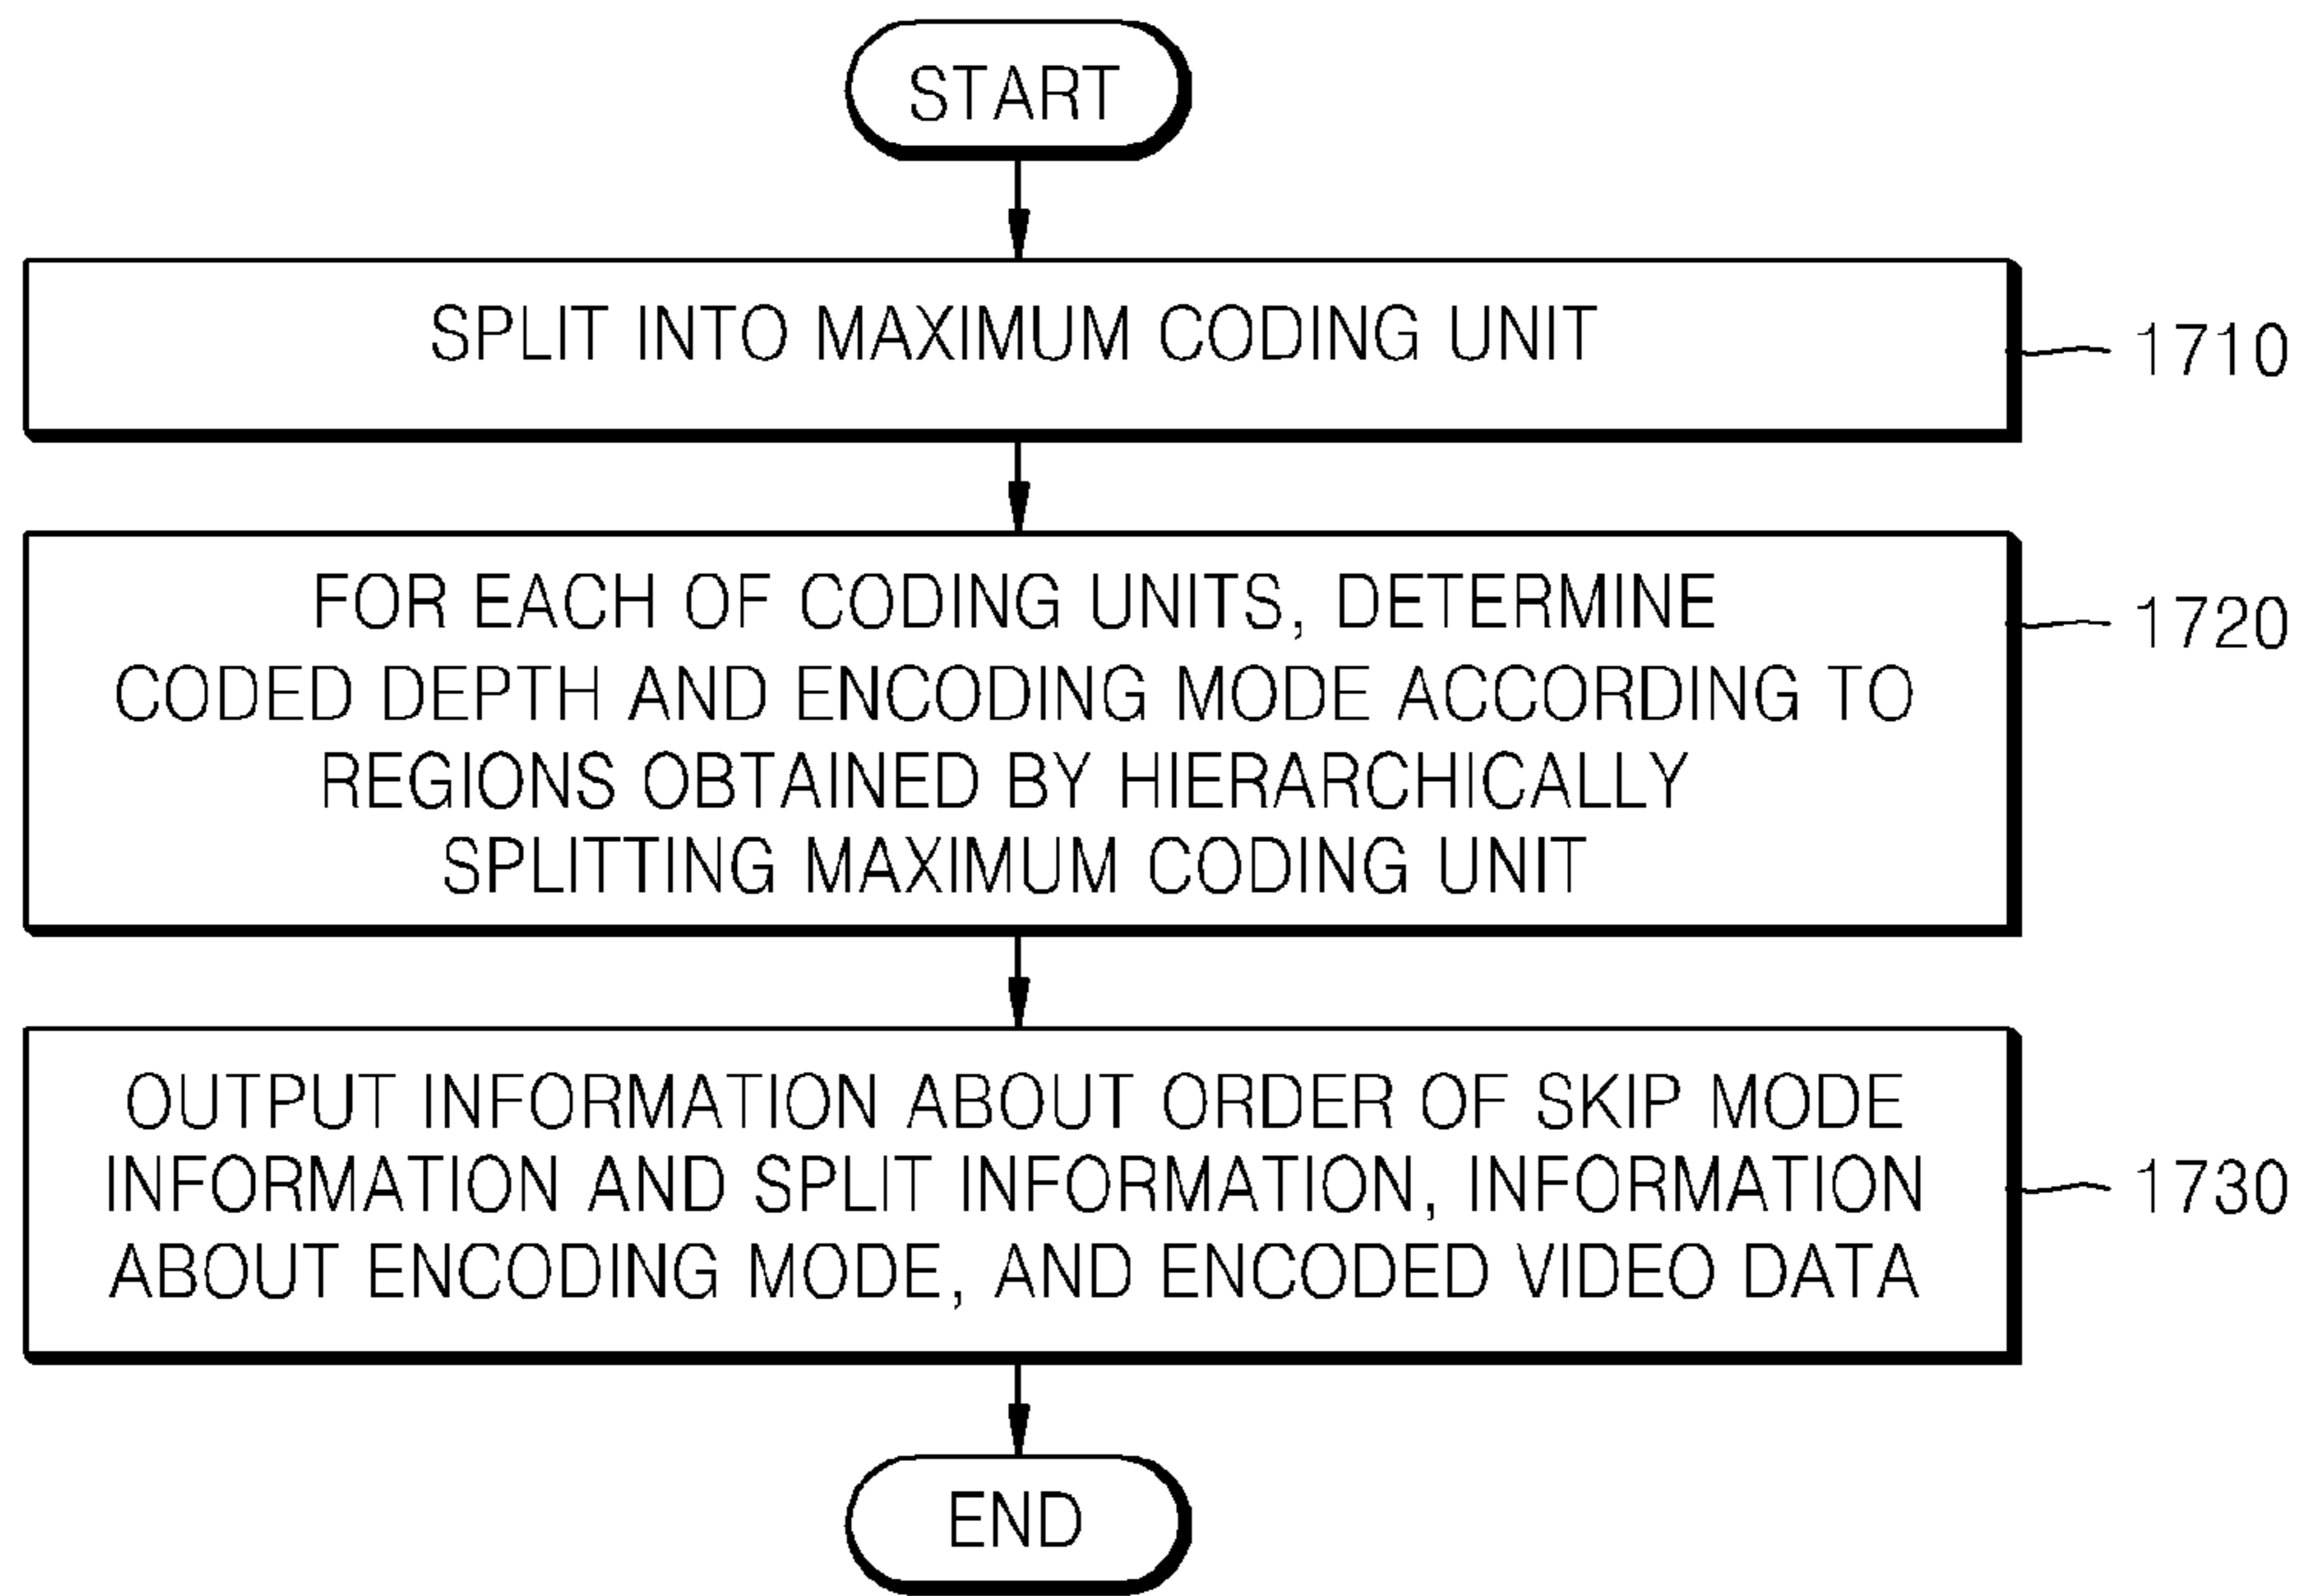 START
SPLIT INTO MAXIMUM CODING UNIT
1710
FOR EACH OF CODING UNITS, DETERMINE
CODED DEPTH AND ENCODING MODE ACCORDING TO
REGIONS OBTAINED BY HIERARCHICALLY
SPLITTING MAXIMUM CODING UNIT
1720
OUTPUT INFORMATION ABOUT ORDER OF SKIP MODE
INFORMATION AND SPLIT INFORMATION, INFORMATION
ABOUT ENCODING MODE, AND ENCODED VIDEO DATA
1730
END